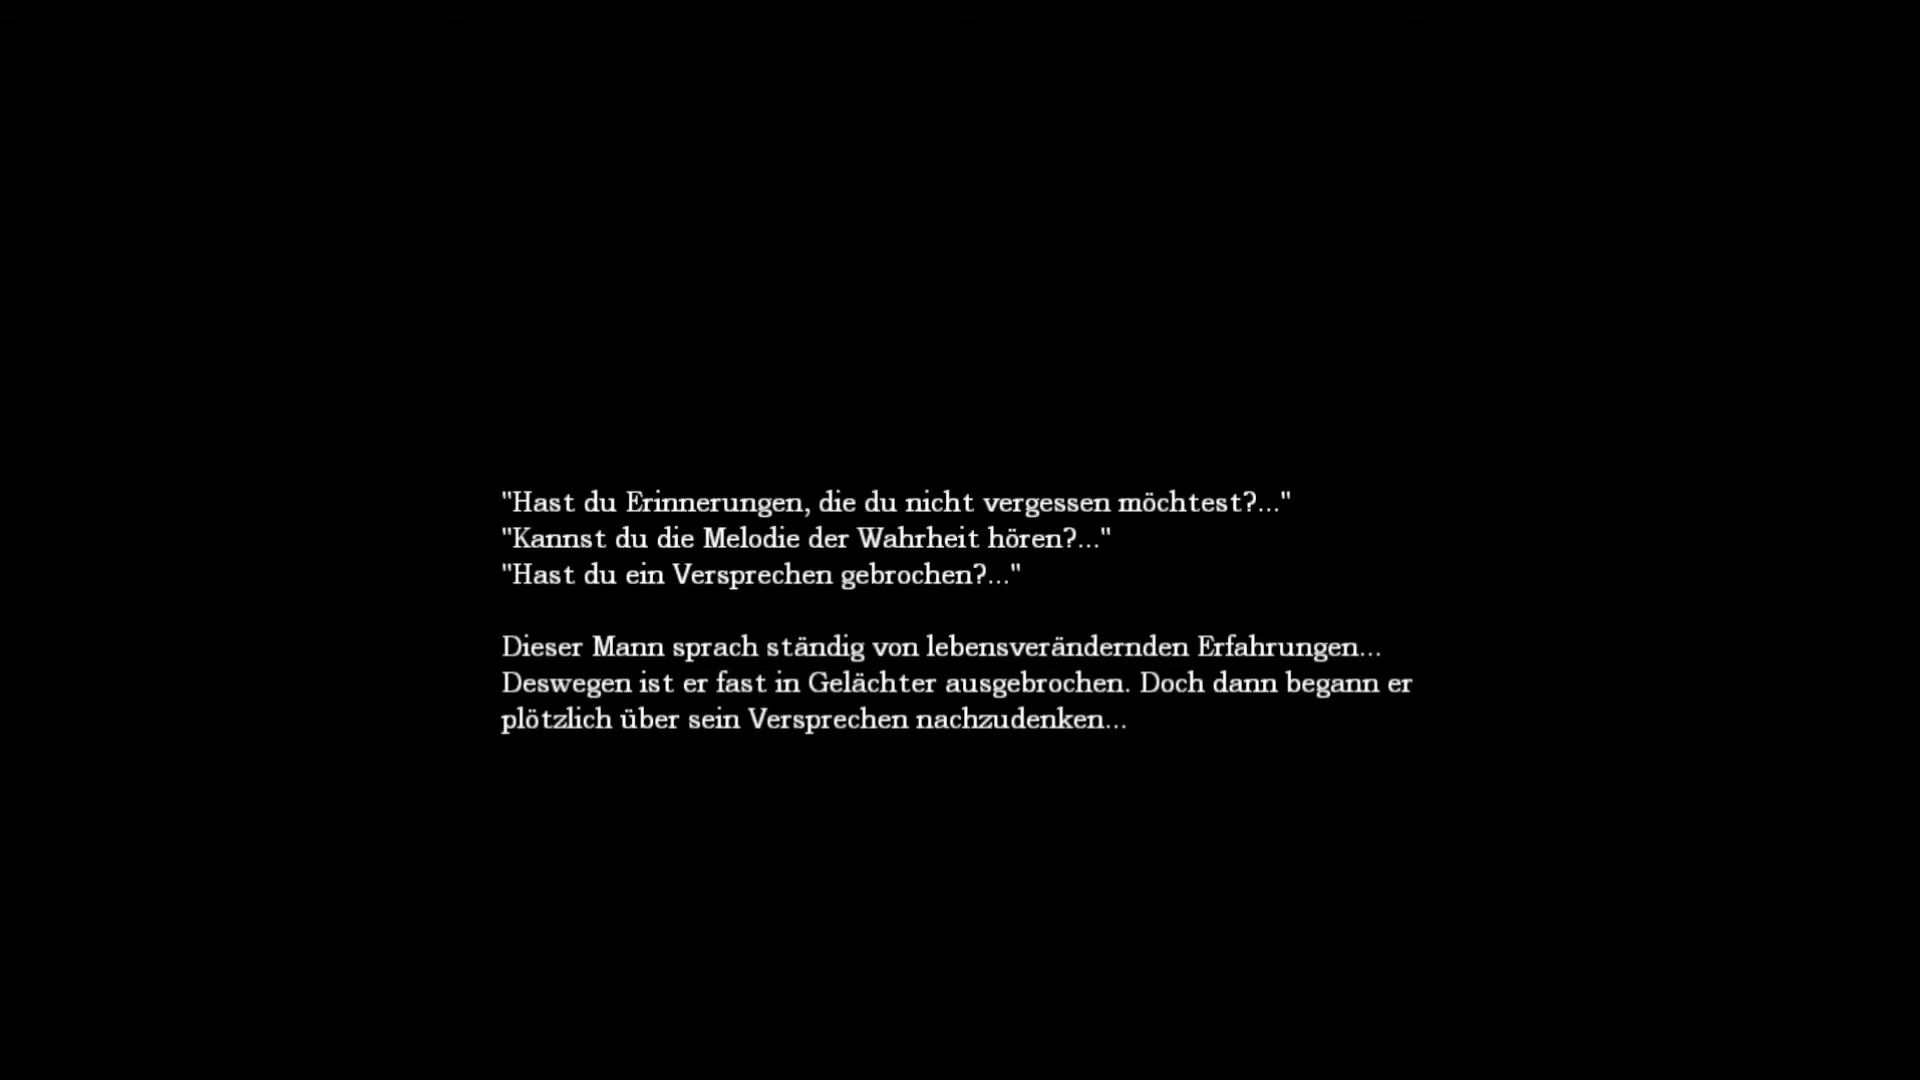 "Hast du Erinnerungen, die du nicht vergessen möchtest?..."
"Kannst du die Melodie der Wahrheit hören?..."
"Hast du ein Versprechen gebrochen?..."
Dieser Mann sprach ständig von lebensverändernden Erfahrungen...
Deswegen ist er fast in Gelächter ausgebrochen. Doch dann begann er
plötzlich über sein Versprechen nachzudenken...